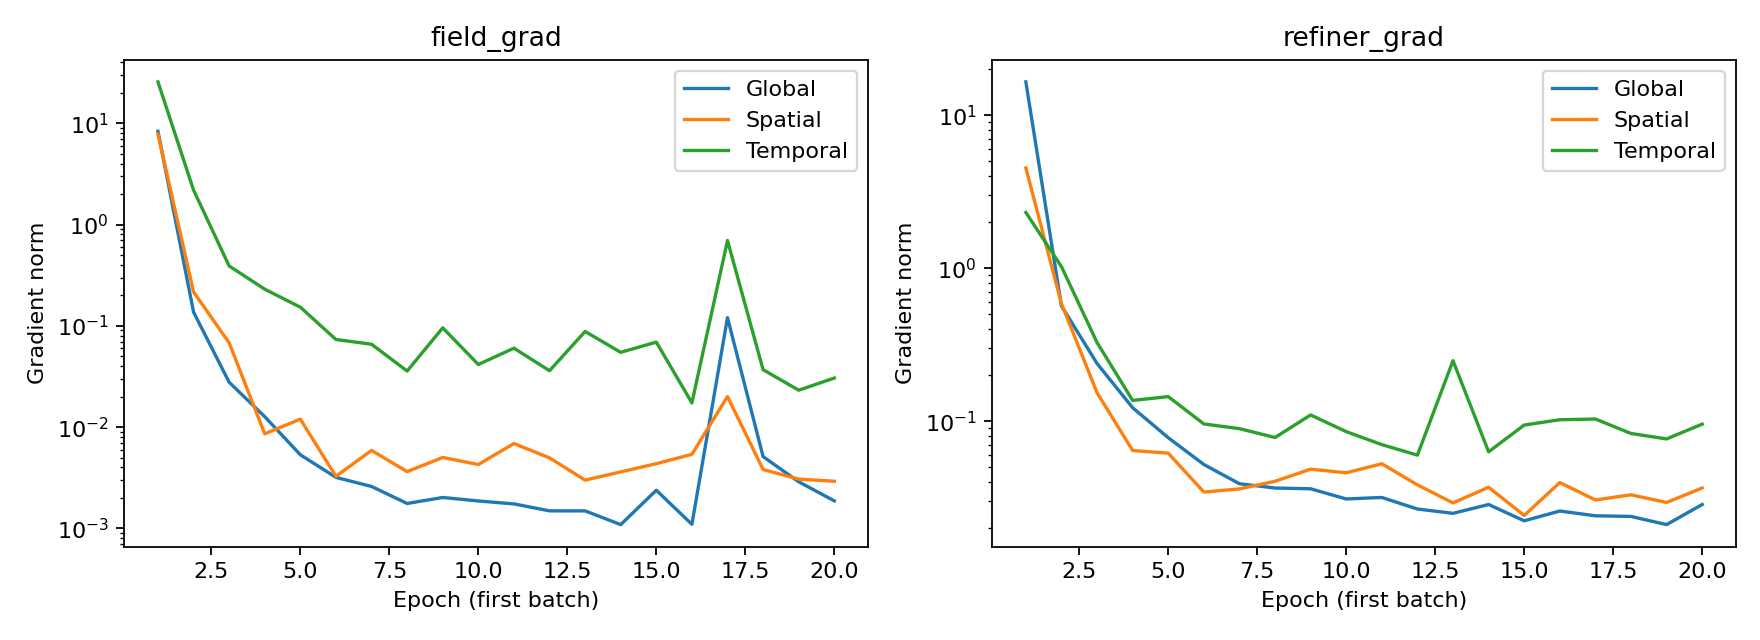 field_grad
Gradient norm
10¹
10⁰
10⁻¹
10⁻²
10⁻³
Global
Spatial
Temporal
2.5 5.0 7.5 10.0 12.5 15.0 17.5 20.0
Epoch (first batch)
refiner_grad
Gradient norm
10¹
10⁰
10⁻¹
Global
Spatial
Temporal
2.5 5.0 7.5 10.0 12.5 15.0 17.5 20.0
Epoch (first batch)